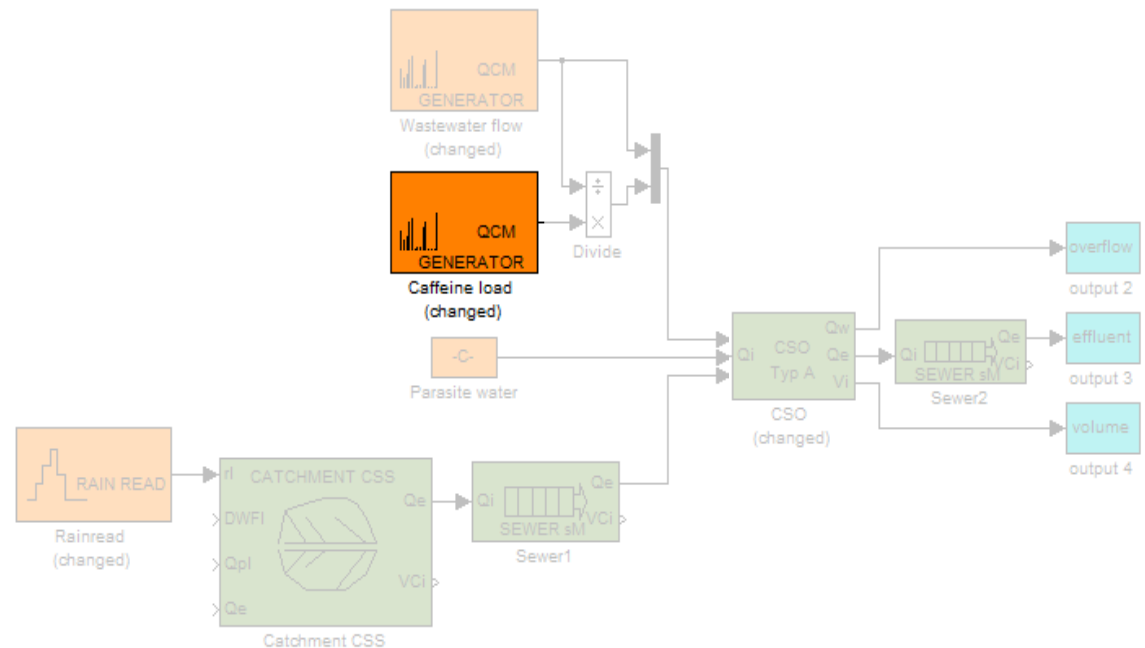 QCM
GENERATOR
Wastewater flow
(changed)
QCM
GENERATOR
Caffeine load
(changed)
÷
×
Divide
-C-
Parasite water
RAIN READ
Rainread
(changed)
rI
CATCHMENT CSS
Qe
DWFI
QpI
VCi
Qe
Catchment CSS
Qi
Qe
SEWER sM
VCi
Sewer1
Qi
CSO
Typ A
Qw
Qe
Vi
CSO
(changed)
Qi
Qe
SEWER sM
VCi
Sewer2
overflow
output 2
effluent
output 3
volume
output 4